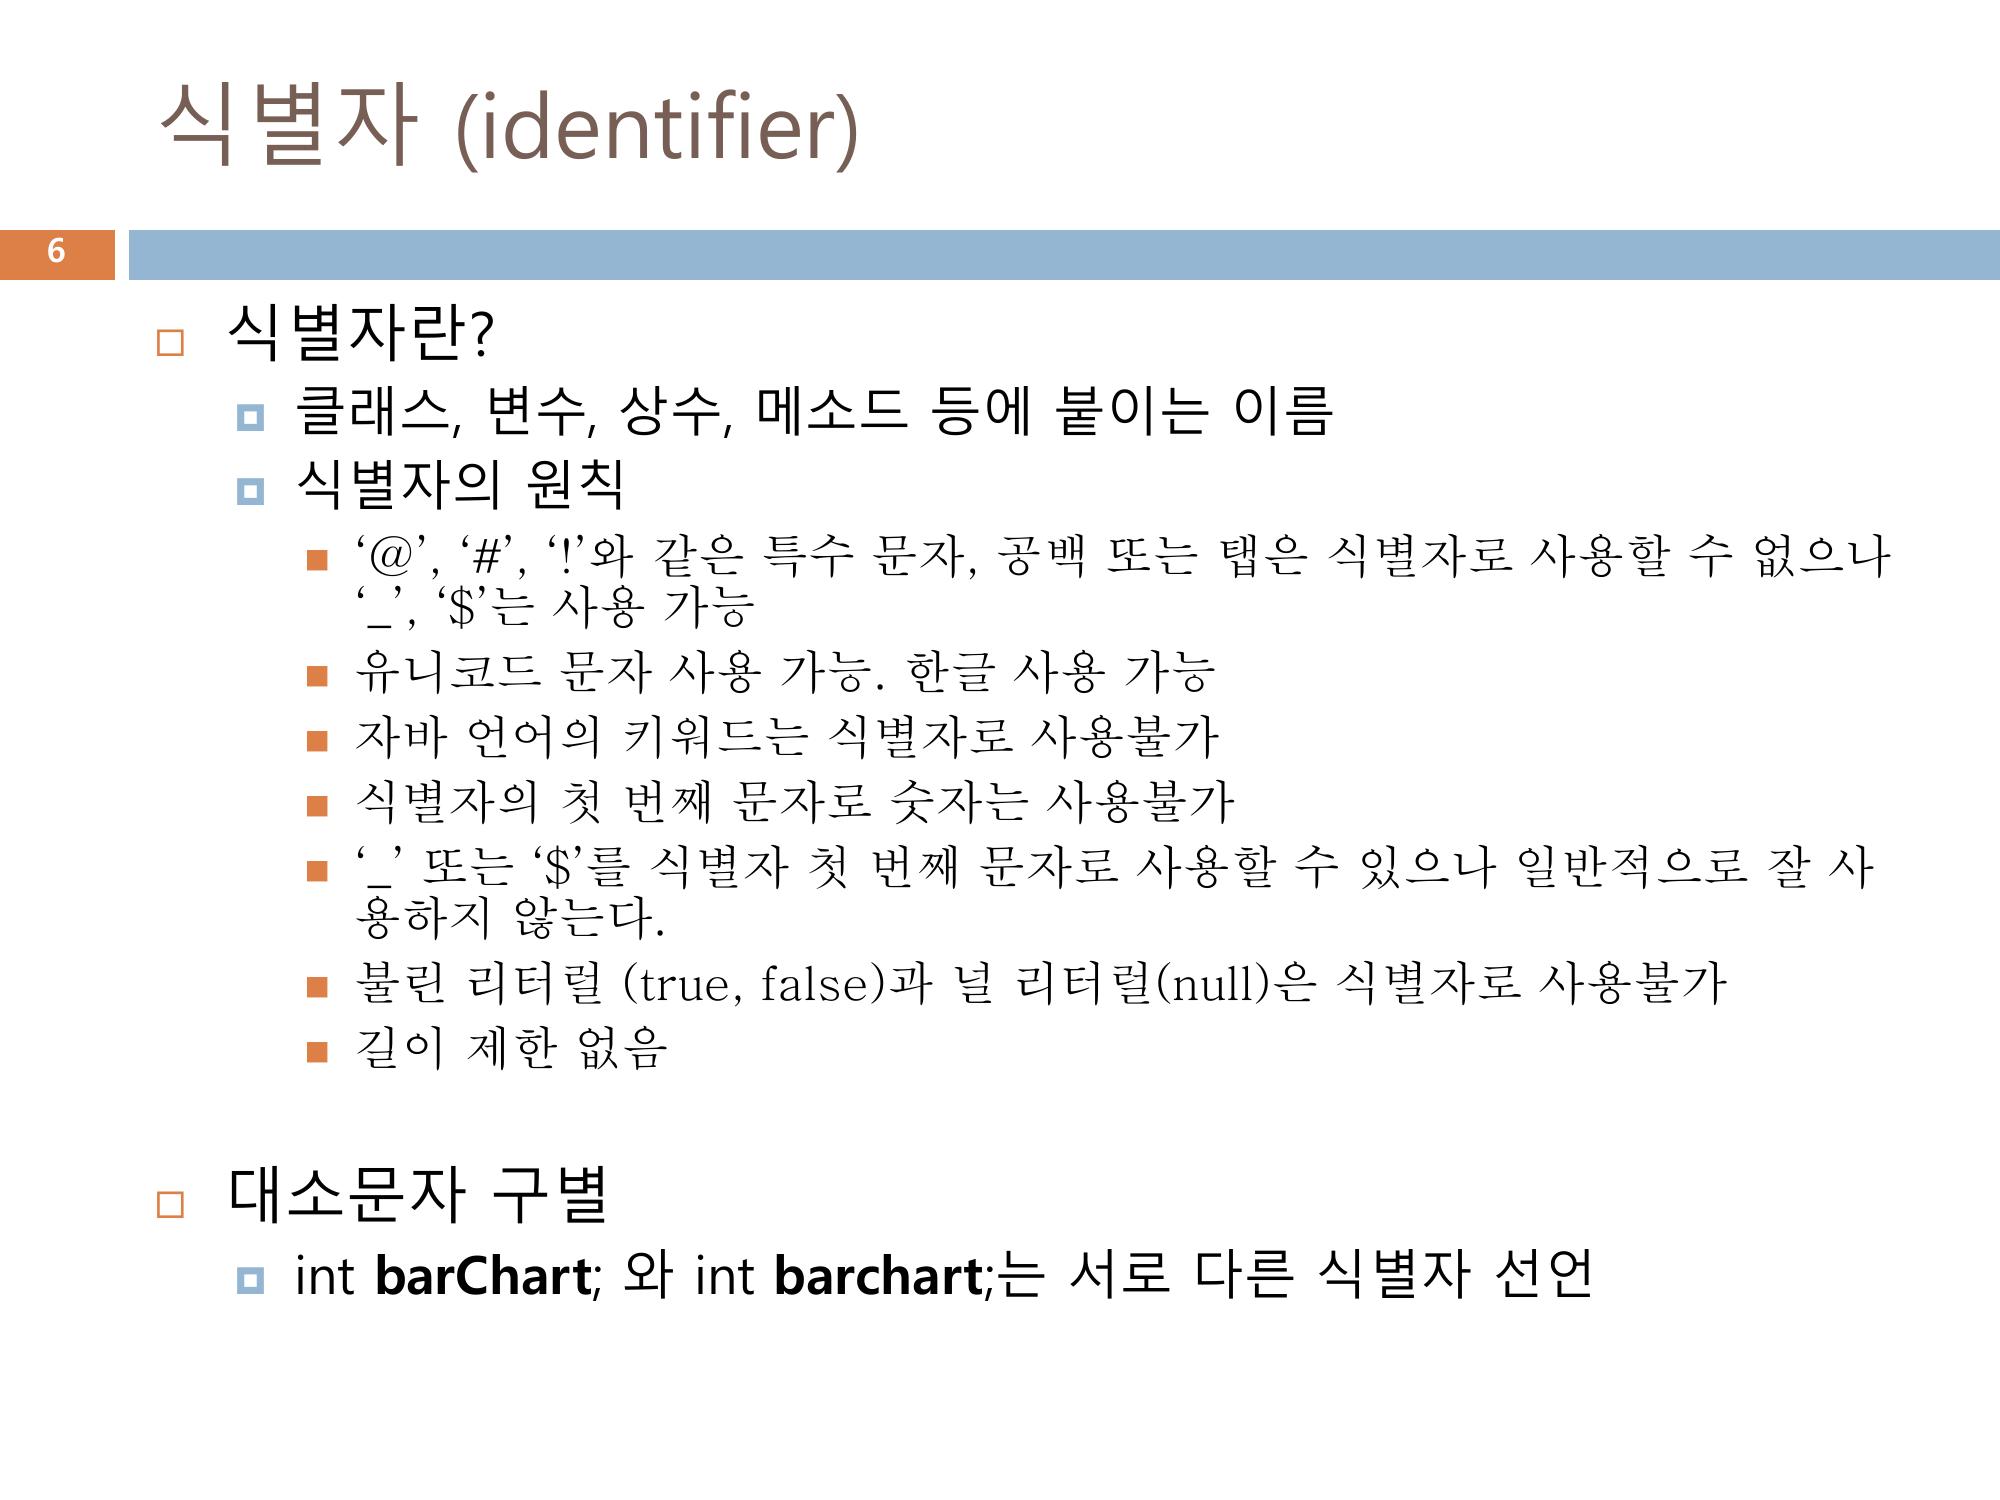 식별자 (identifier)
6
식별자란?
클래스, 변수, 상수, 메소드 등에 붙이는 이름
식별자의 원칙
‘@’, ‘#’, ‘!’와 같은 특수 문자, 공백 또는 탭은 식별자로 사용할 수 없으나
‘_’, ‘$’는 사용 가능
유니코드 문자 사용 가능. 한글 사용 가능
자바 언어의 키워드는 식별자로 사용불가
식별자의 첫 번째 문자로 숫자는 사용불가
‘_’ 또는 ‘$’를 식별자 첫 번째 문자로 사용할 수 있으나 일반적으로 잘 사
용하지 않는다.
불린 리터럴 (true, false)과 널 리터럴(null)은 식별자로 사용불가
길이 제한 없음
대소문자 구별
int barChart; 와 int barchart;는 서로 다른 식별자 선언